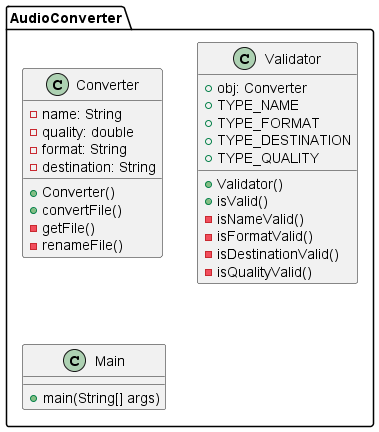 AudioConverter
C Converter
name: String
quality: double
format: String
destination: String
Converter()
convertFile()
getFile()
renameFile()
C Validator
obj: Converter
TYPE_NAME
TYPE_FORMAT
TYPE_DESTINATION
TYPE_QUALITY
Validator()
isValid()
isNameValid()
isFormatValid()
isDestinationValid()
isQualityValid()
C Main
main(String[] args)